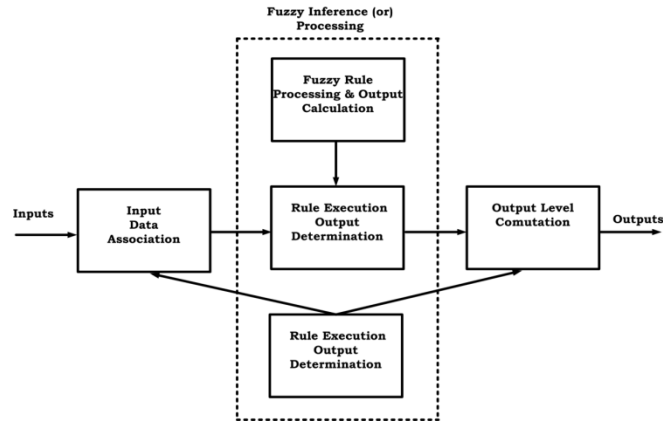 Fuzzy Inference (or)
Processing
Fuzzy Rule
Processing & Output
Calculation
Inputs
Input
Data
Association
Rule Execution
Output
Determination
Output Level
Comutation
Outputs
Rule Execution
Output
Determination